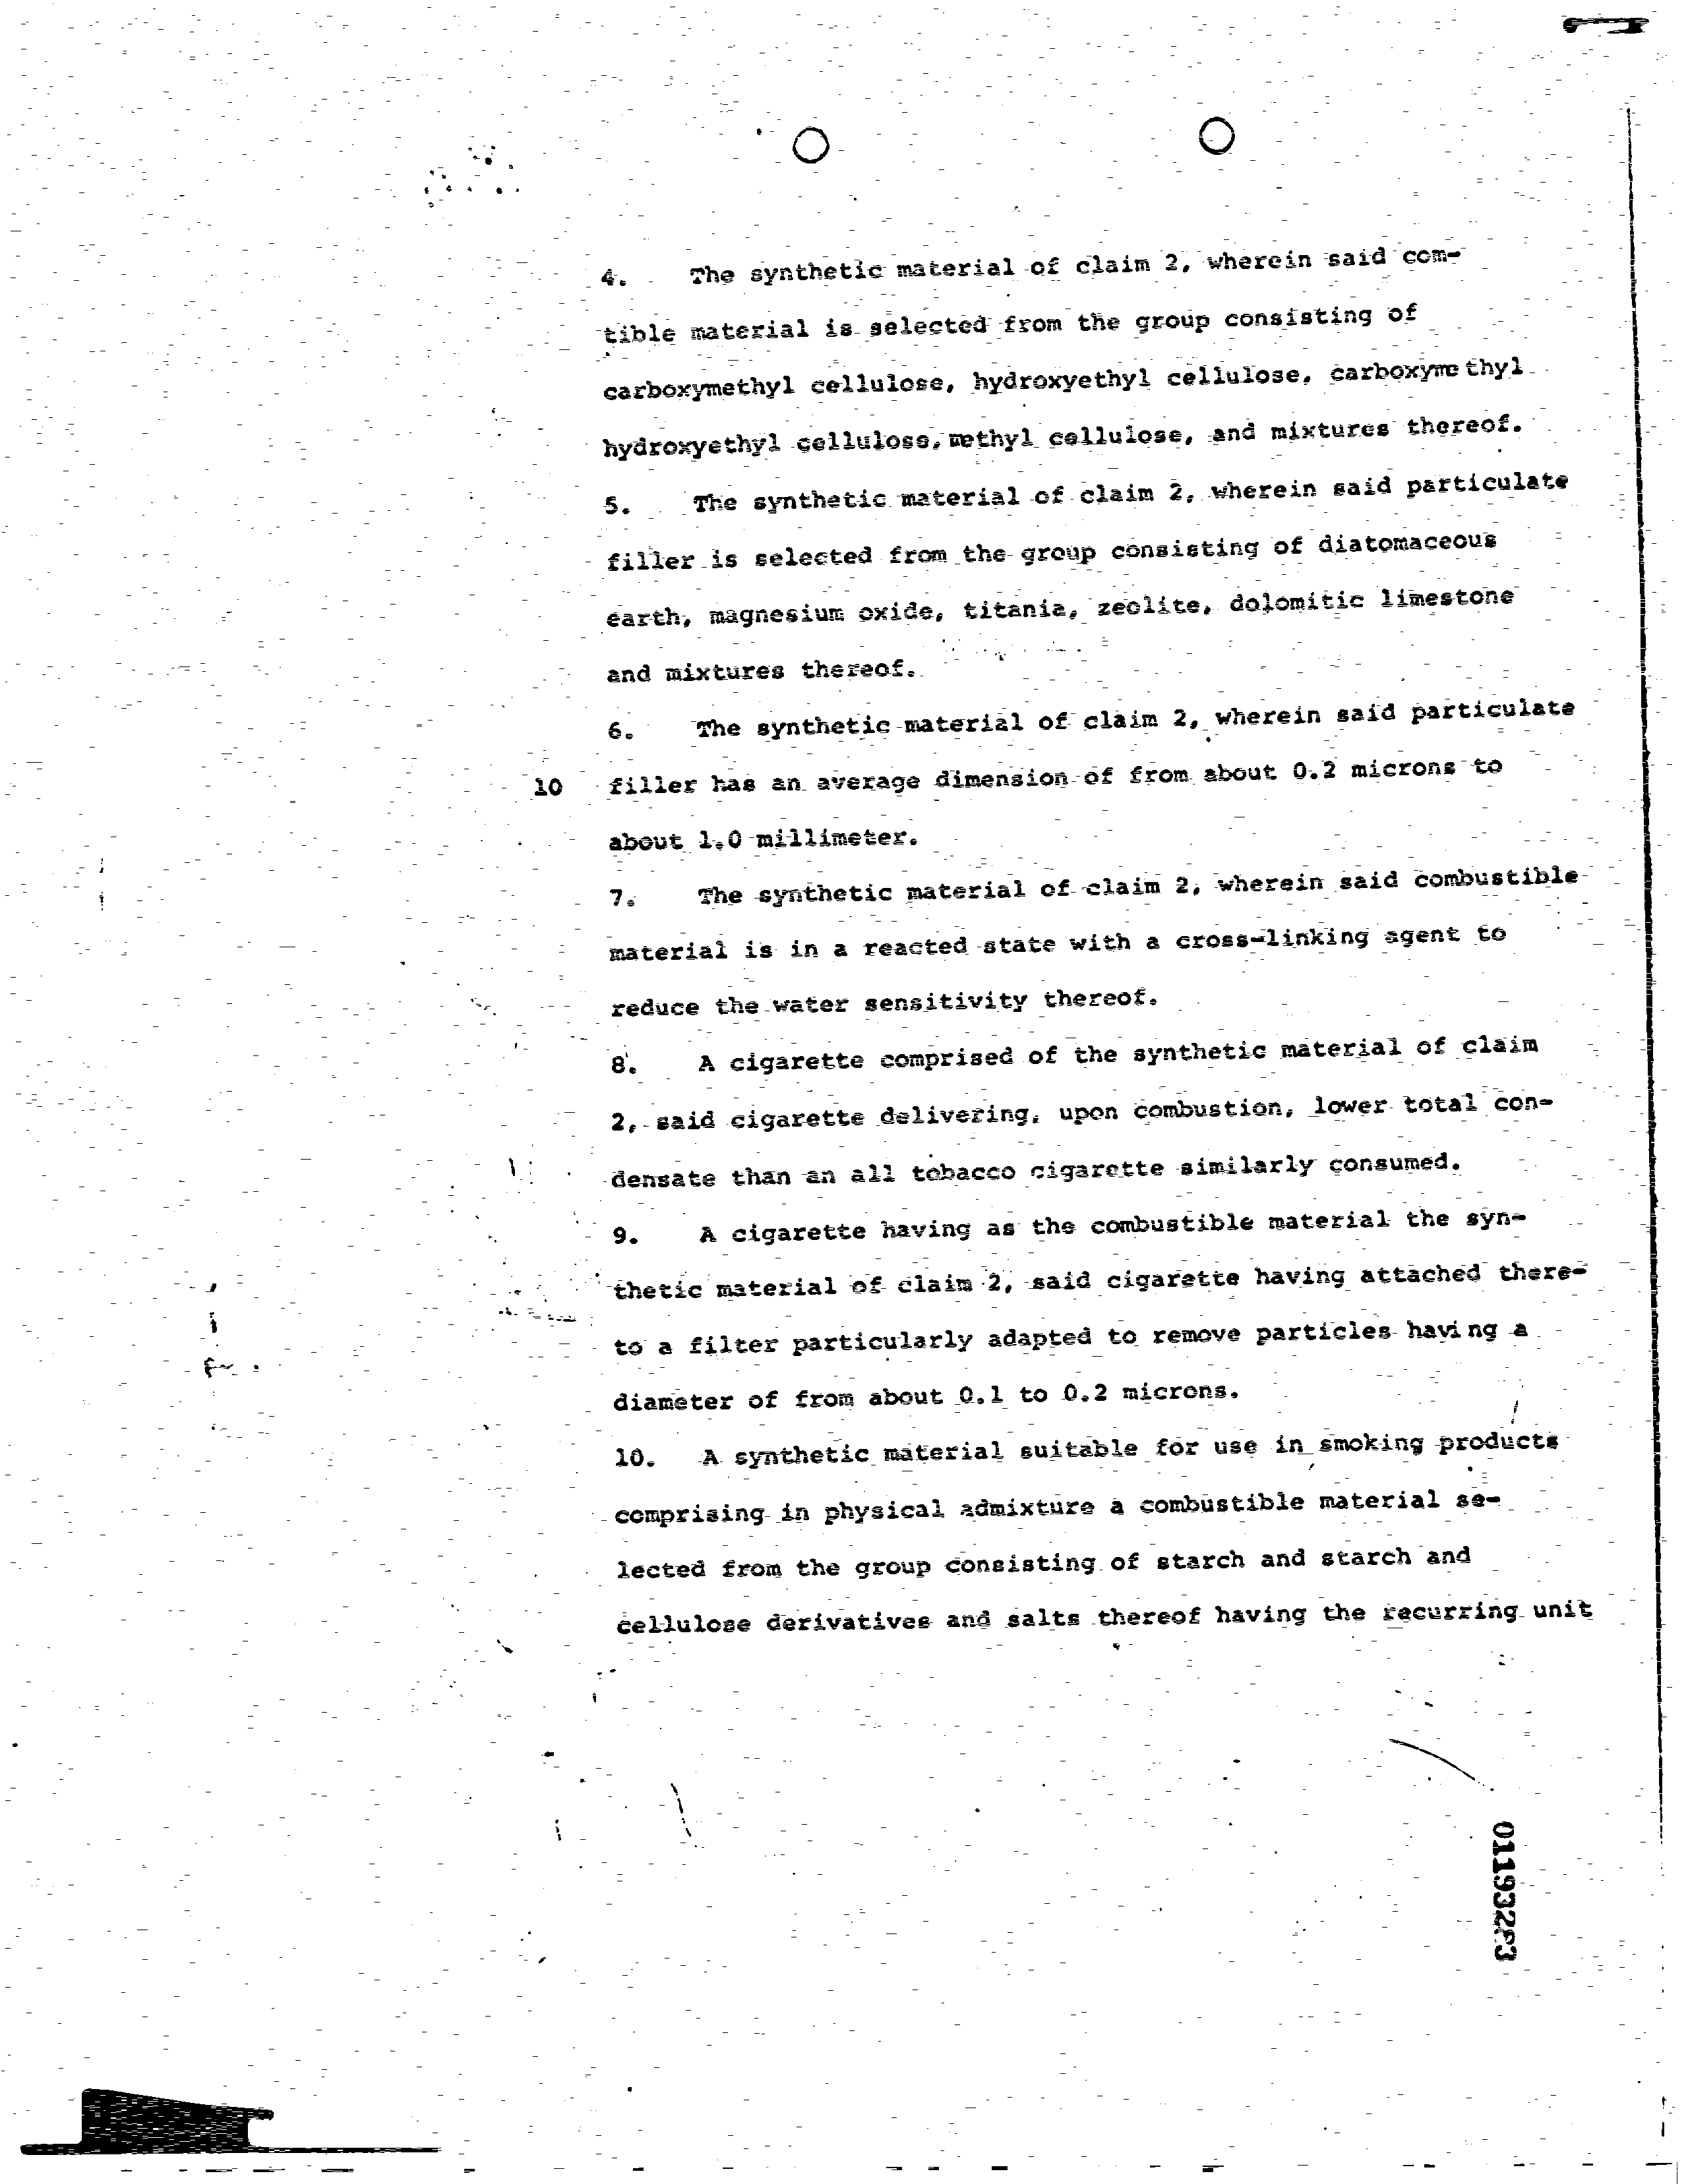 4. The synthetic material of claim 2, wherein said com-
tible material is selected from the group consisting of
carboxymethyl cellulose, hydroxyethyl cellulose, carboxymethyl
hydroxyethyl cellulose, methyl cellulose, and mixtures thereof.
5. The synthetic material of claim 2, wherein said particulate
filler is selected from the group consisting of diatomaceous
earth, magnesium oxide, titania, zeolite, dolomitic limestone
and mixtures thereof.
6. The synthetic material of claim 2, wherein said particulate
10 filler has an average dimension of from about 0.2 microns to
about 1.0 millimeter.
7. The synthetic material of claim 2, wherein said combustible
material is in a reacted state with a cross-linking agent to
reduce the water sensitivity thereof.
8. A cigarette comprised of the synthetic material of claim
2, said cigarette delivering, upon combustion, lower total con-
densate than an all tobacco cigarette similarly consumed.
9. A cigarette having as the combustible material the syn-
thetic material of claim 2, said cigarette having attached there-
to a filter particularly adapted to remove particles having a
diameter of from about 0.1 to 0.2 microns.
10. A synthetic material suitable for use in smoking products
comprising in physical admixture a combustible material se-
lected from the group consisting of starch and starch and
cellulose derivatives and salts thereof having the recurring unit